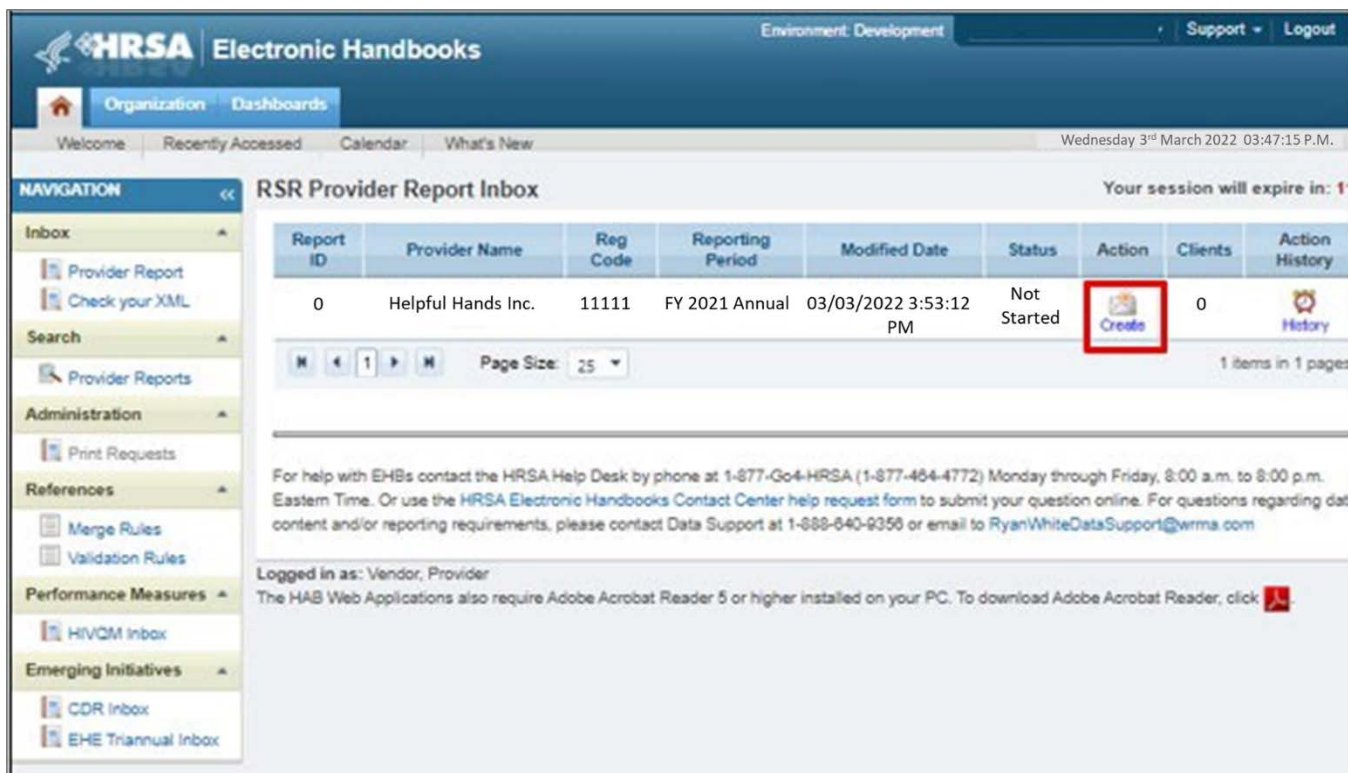 HRSA Electronic Handbooks
Environment: Development
Support Logout
Organization Dashboards
Welcome Recently Accessed Calendar What's New
Wednesday 3rd March 2022 03:47:15 P.M.
NAVIGATION
Inbox
Provider Report
Check your XML
Search
Provider Reports
Administration
Print Requests
References
Merge Rules
Validation Rules
Performance Measures
HIVQM Inbox
Emerging Initiatives
CDR Inbox
EHE Triannual Inbox
RSR Provider Report Inbox
Your session will expire in:
Report ID Provider Name Reg Code Reporting Period Modified Date Status Action Clients Action History
0 Helpful Hands Inc. 11111 FY 2021 Annual 03/03/2022 3:53:12 PM Not Started Create 0 History
1 Page Size: 25 1 items in 1 pages
For help with EHBs contact the HRSA Help Desk by phone at 1-877-Go4-HRSA (1-877-464-4772) Monday through Friday, 8:00 a.m. to 8:00 p.m.
Eastern Time. Or use the HRSA Electronic Handbooks Contact Center help request form to submit your question online. For questions regarding
content and/or reporting requirements, please contact Data Support at 1-888-640-9356 or email to RyanWhiteDataSupport@wrma.com
Logged in as: Vendor, Provider
The HAB Web Applications also require Adobe Acrobat Reader 5 or higher installed on your PC. To download Adobe Acrobat Reader, click